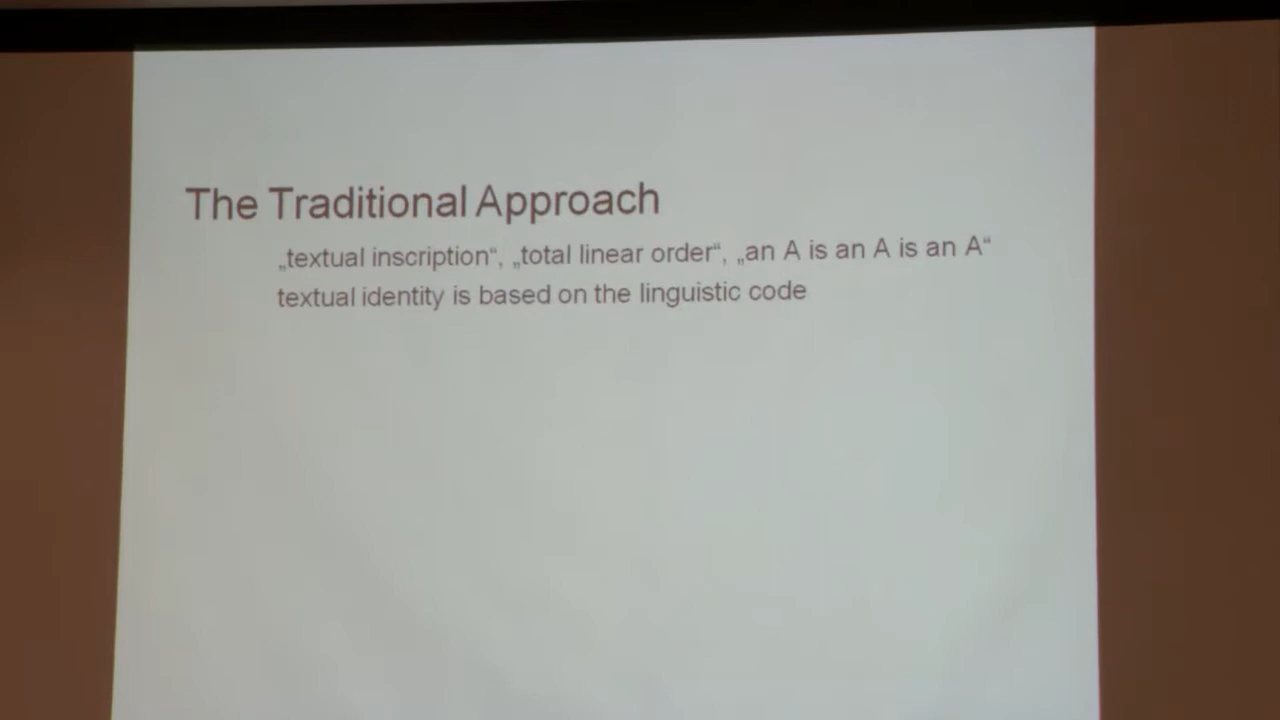 The Traditional Approach
„textual inscription“, „total linear order“, „an A is an A is an A“
textual identity is based on the linguistic code